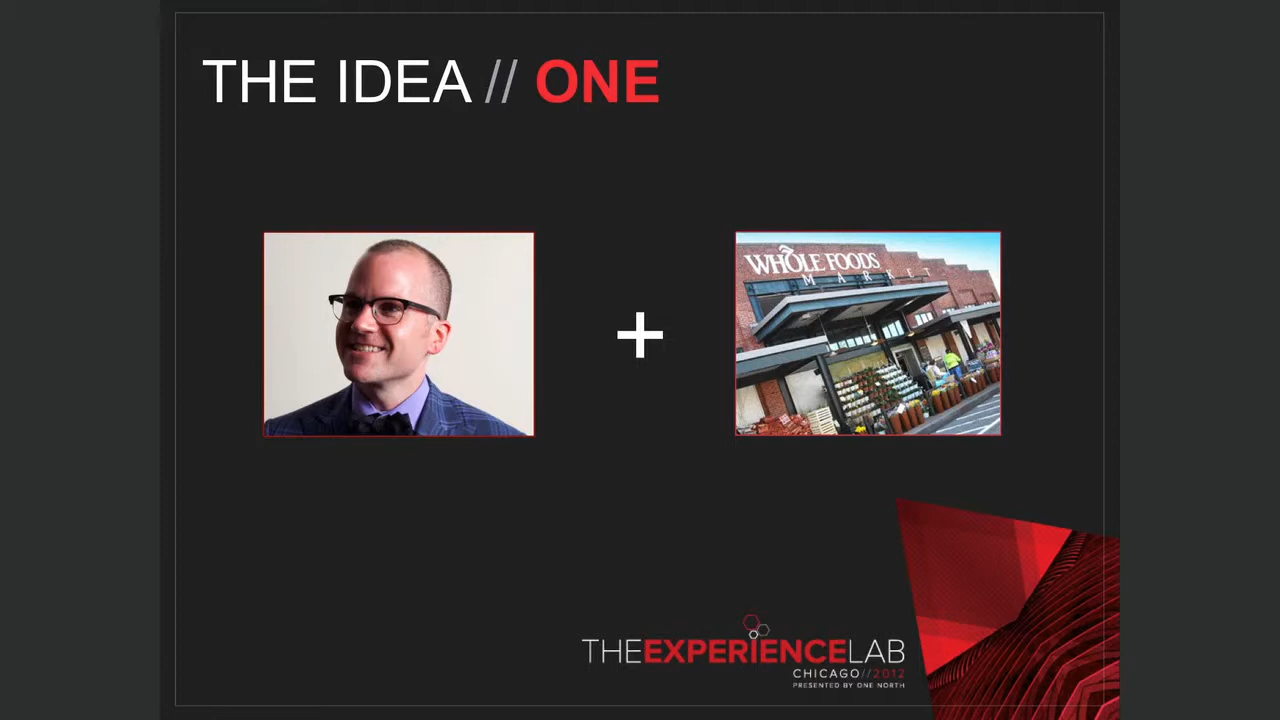 THE IDEA // ONE
WHOLE FOODS
MARKET
+
THEEXPERIENCELAB
CHICAGO//2012
PRESENTED BY ONE NORTH